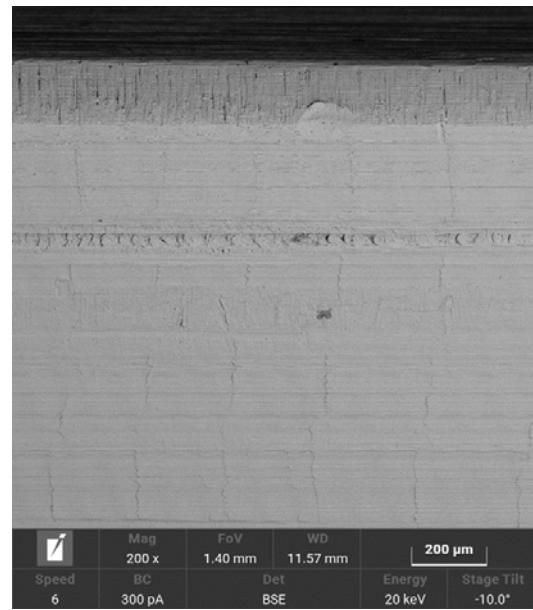 Mag FoV WD
200 x 1.40 mm 11.57 mm 200 µm
Speed BC Det Energy Stage Tilt
6 300 pA BSE 20 keV -10.0°